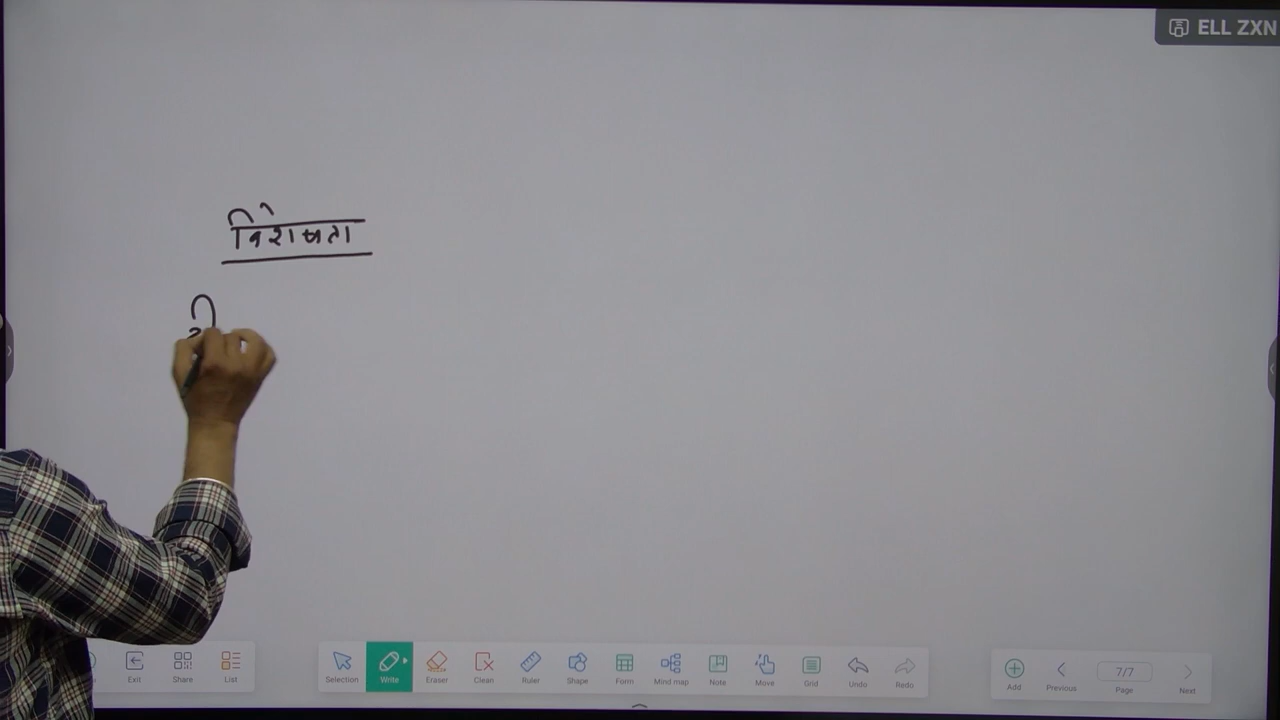 ELL ZXN
विशेषता
Exit Share List Selection Write Eraser Clean Ruler Shape Form Mind map Note Move Grid Undo Redo Add Previous 7/7 Page Next